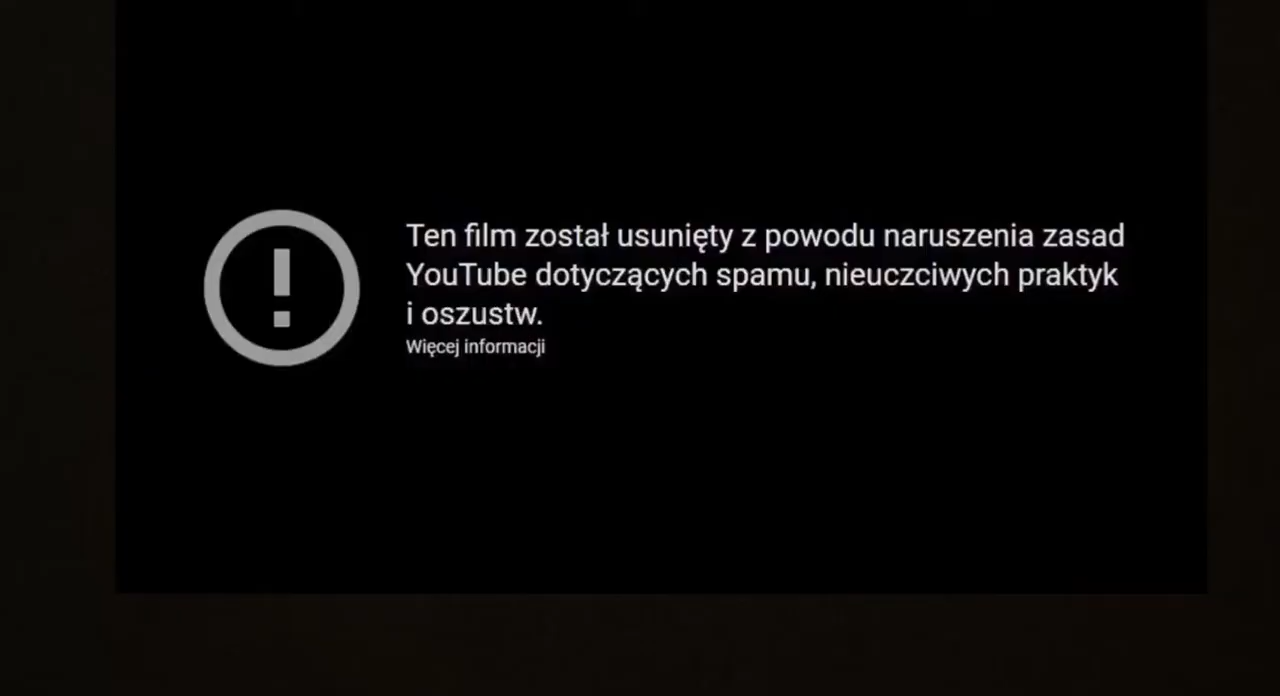 Ten film został usunięty z powodu naruszenia zasad
YouTube dotyczących spamu, nieuczciwych praktyk
i oszustw.
Więcej informacji